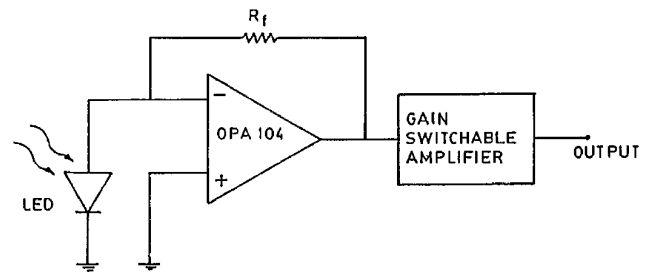 Rf
−
OPA 104
+
LED
GAIN
SWITCHABLE
AMPLIFIER
OUTPUT